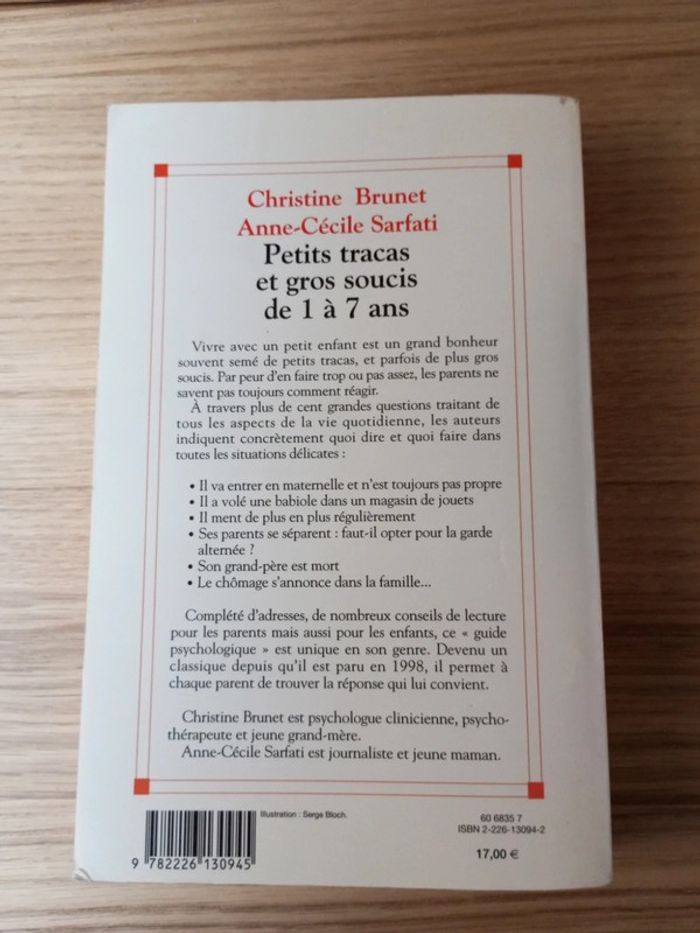 Christine Brunet
Anne-Cécile Sarfati
Petits tracas
et gros soucis
de 1 à 7 ans
Vivre avec un petit enfant est un grand bonheur
souvent semé de petits tracas, et parfois de plus gros
soucis. Par peur d'en faire trop ou pas assez, les parents ne
savent pas toujours comment réagir.
À travers plus de cent grandes questions traitant de
tous les aspects de la vie quotidienne, les auteurs
indiquent concrètement quoi dire et quoi faire dans
toutes les situations délicates :
• Il va entrer en maternelle et n'est toujours pas propre
• Il a volé une babiole dans un magasin de jouets
• Il ment de plus en plus régulièrement
• Ses parents se séparent : faut-il opter pour la garde
alternée ?
• Son grand-père est mort
• Le chômage s'annonce dans la famille...
Complété d'adresses, de nombreux conseils de lecture
pour les parents mais aussi pour les enfants, ce « guide
psychologique » est unique en son genre. Devenu un
classique depuis qu'il est paru en 1998, il permet à
chaque parent de trouver la réponse qui lui convient.
Christine Brunet est psychologue clinicienne, psycho-
thérapeute et jeune grand-mère.
Anne-Cécile Sarfati est journaliste et jeune maman.
Illustration : Serge Bloch.
60 6835 7
ISBN 2-226-13094-2
9 782226 130945
17,00 €